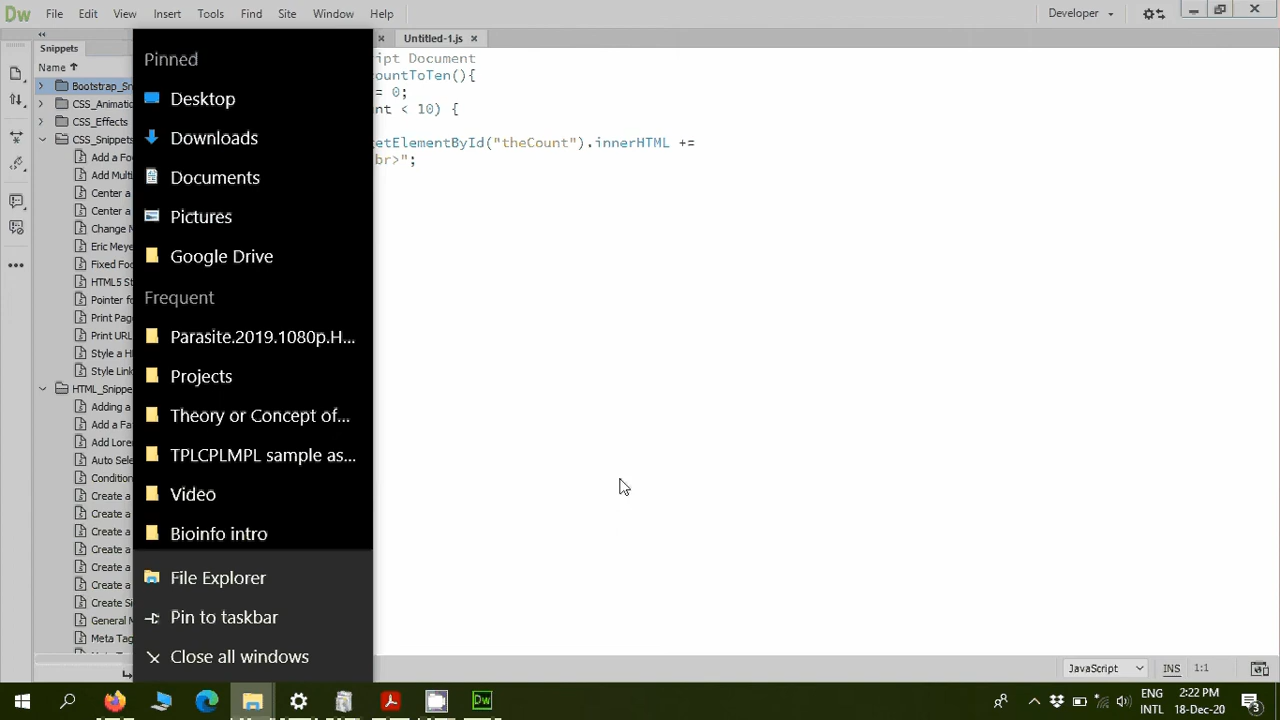 Dw File Edit View Insert Tools Find Site Window Help Developer
Snippets
Untitled-1.js
Name
Bootstrap_Sn
CSS_Animatio
CSS_Effects
CSS_Snippets
Add a Fo
Add Mult
Center a
Center a
Change M
Eric Meye
Fixed Foo
HTML5 St
Pointer fo
Print Pag
Print URL
Style a H
Style Link
HTML_Snippe
Adding a
Add a Fa
Add Lore
Auto Sele
Condition
Create a
Create a
Create a
Create a
Create a
Create a
Create Si
General M
Meta Tag
Pinned
Desktop
Downloads
Documents
Pictures
Google Drive
Frequent
Parasite.2019.1080p.H...
Projects
Theory or Concept of...
TPLCPLMPL sample as...
Video
Bioinfo intro
File Explorer
Pin to taskbar
Close all windows
ipt Document
ountToTen(){
= 0;
nt < 10) {
etElementById("theCount").innerHTML +=
br>";
JavaScript INS 1:1
Dw
ENG
INTL
2:22 PM
18-Dec-20
3